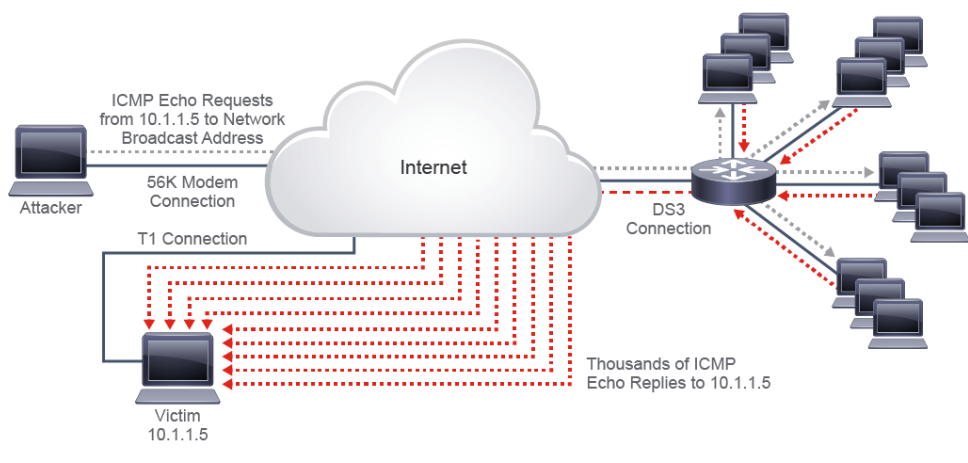 ICMP Echo Requests
from 10.1.1.5 to Network
Broadcast Address
Attacker
56K Modem
Connection
Internet
DS3
Connection
T1 Connection
Thousands of ICMP
Echo Replies to 10.1.1.5
Victim
10.1.1.5